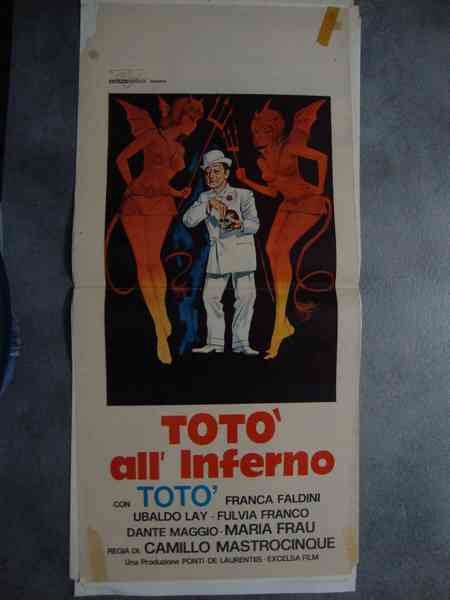 TOTO'
all' Inferno
CON TOTO' FRANCA FALDINI
UBALDO LAY - FULVIA FRANCO
DANTE MAGGIO - MARIA FRAU
REGIA DI CAMILLO MASTROCINQUE
Una Produzione PONTI-DE LAURENTIIS - EXCELSA FILM